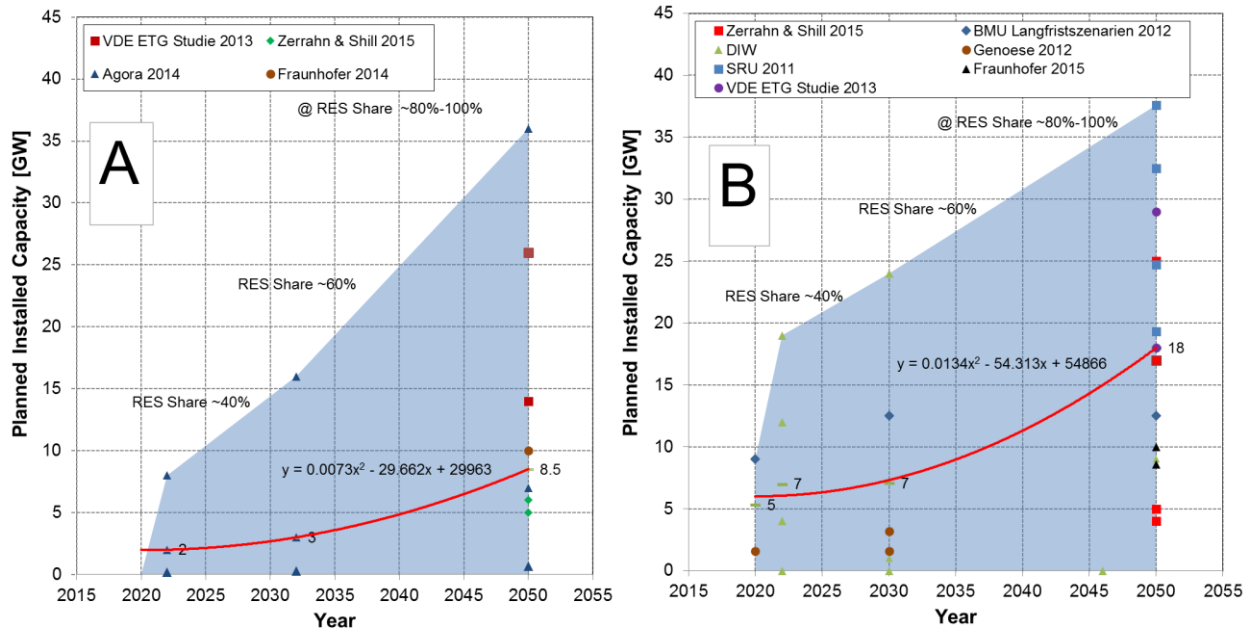 A
Planned Installed Capacity [GW]
45
40
35
30
25
20
15
10
5
0
VDE ETG Studie 2013 Zerrahn & Shill 2015
Agora 2014 Fraunhofer 2014
@ RES Share ~80%-100%
RES Share ~60%
RES Share ~40%
y = 0.0073x² - 29.662x + 29963
8.5
2
3
2015 2020 2025 2030 2035 2040 2045 2050 2055
Year
B
Planned Installed Capacity [GW]
45
40
35
30
25
20
15
10
5
0
Zerrahn & Shill 2015 BMU Langfristszenarien 2012
DIW Genoese 2012
SRU 2011 Fraunhofer 2015
VDE ETG Studie 2013
@ RES Share ~80%-100%
RES Share ~60%
RES Share ~40%
y = 0.0134x² - 54.313x + 54866
18
7
7
5
2015 2020 2025 2030 2035 2040 2045 2050 2055
Year